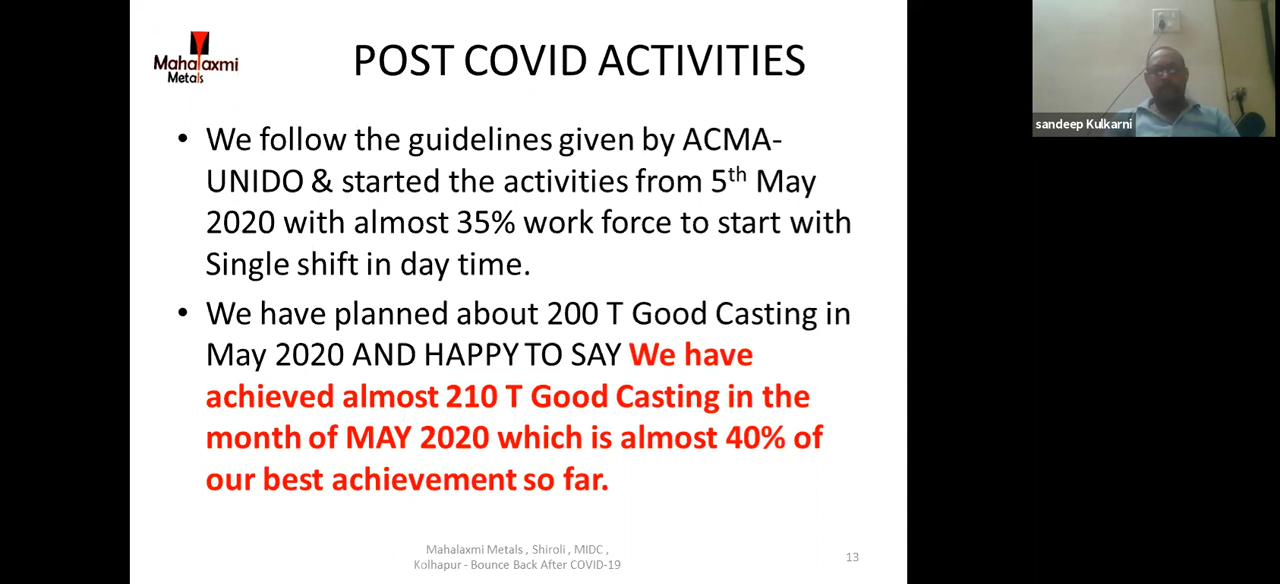 Mahalaxmi
Metals
POST COVID ACTIVITIES
• We follow the guidelines given by ACMA-
UNIDO & started the activities from 5th May
2020 with almost 35% work force to start with
Single shift in day time.
• We have planned about 200 T Good Casting in
May 2020 AND HAPPY TO SAY We have
achieved almost 210 T Good Casting in the
month of MAY 2020 which is almost 40% of
our best achievement so far.
Mahalaxmi Metals , Shiroli , MIDC ,
Kolhapur - Bounce Back After COVID-19
13
sandeep Kulkarni